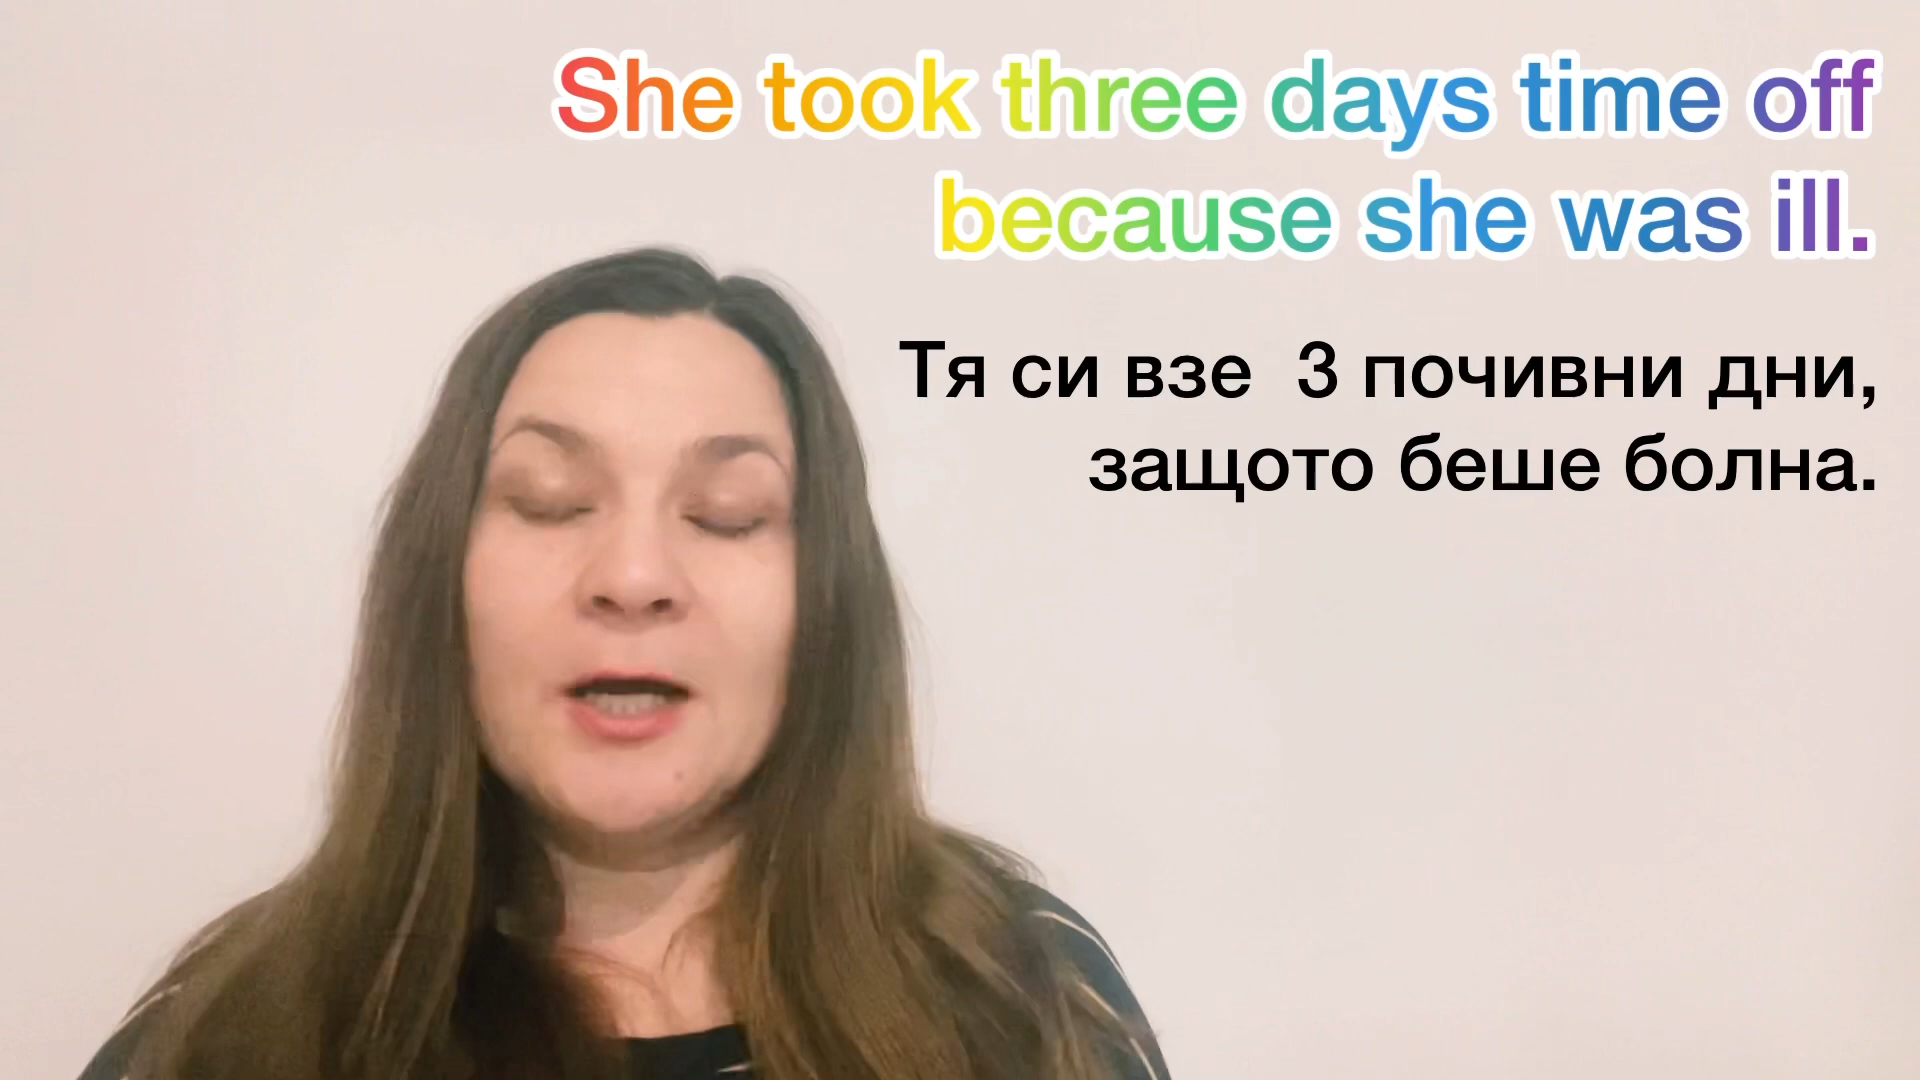 She took three days time off
because she was ill.
Тя си взе  3 почивни дни,
защото беше болна.